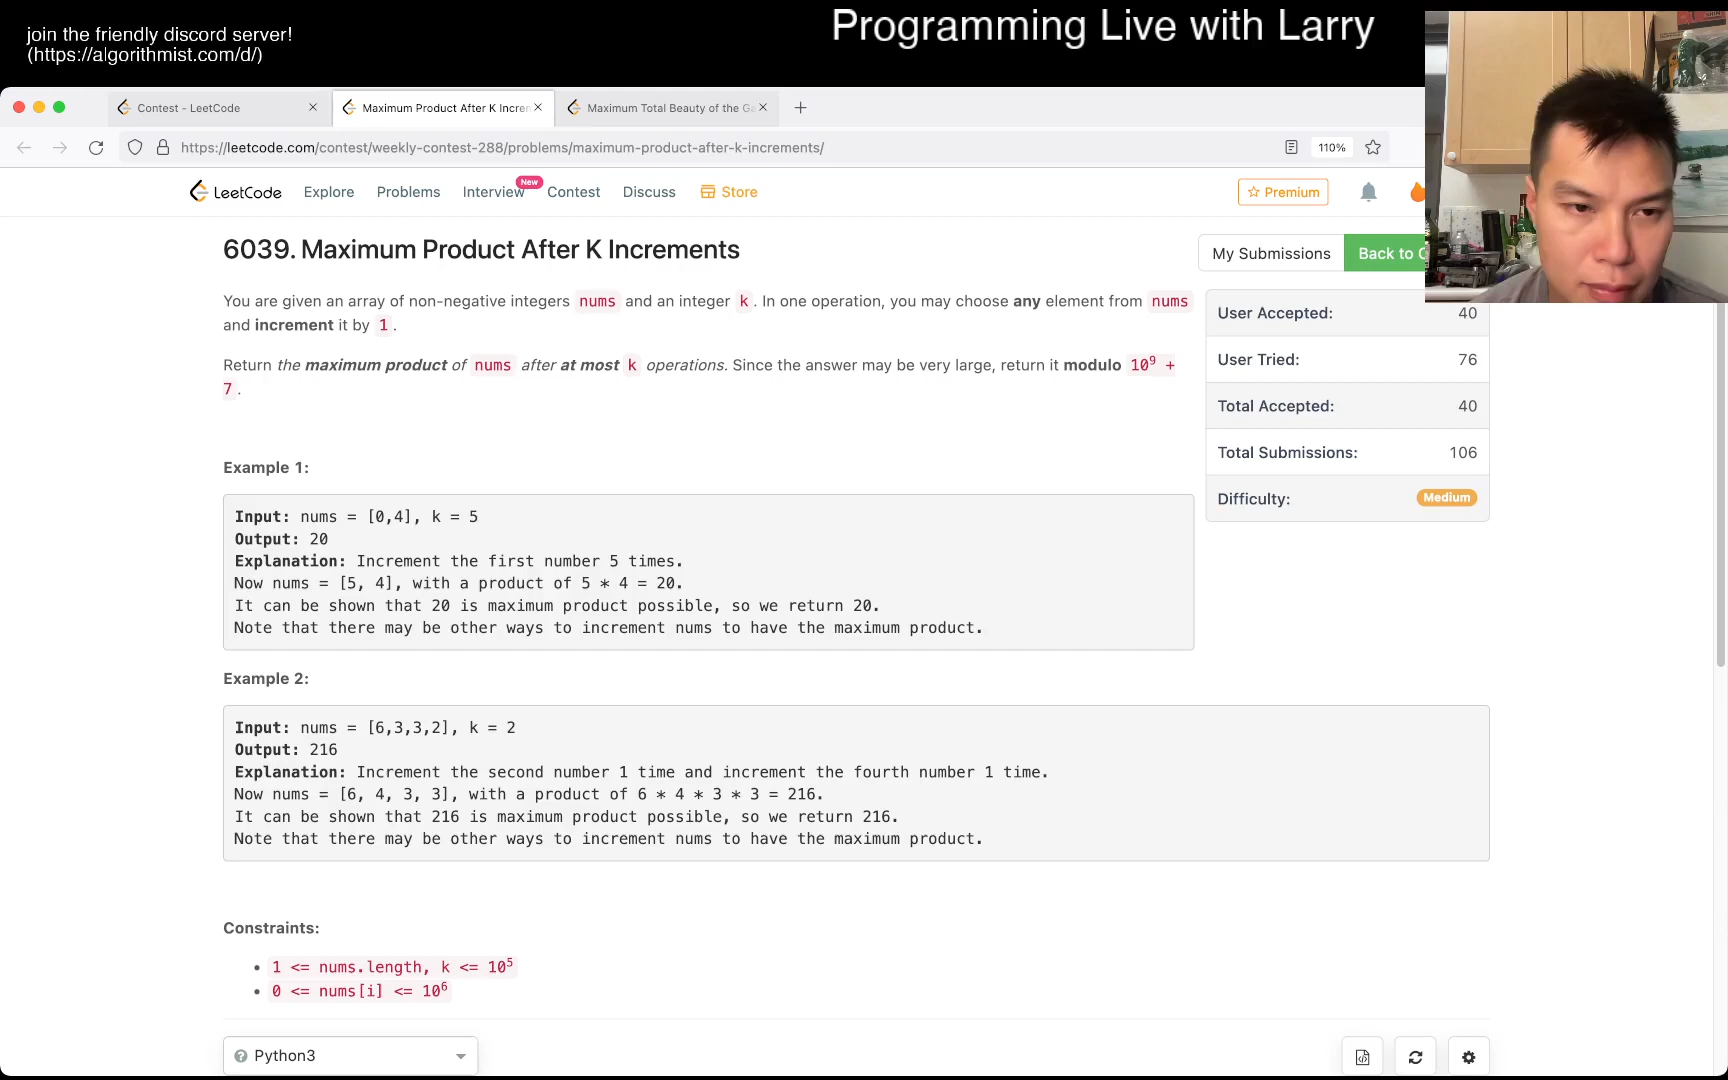 join the friendly discord server!
(https://algorithmist.com/d/)
Programming Live with Larry
Contest - LeetCode
Maximum Product After K Incren
Maximum Total Beauty of the Ga
https://leetcode.com/contest/weekly-contest-288/problems/maximum-product-after-k-increments/
110%
LeetCode
Explore
Problems
Interview
New
Contest
Discuss
Store
Premium
6039. Maximum Product After K Increments
My Submissions
Back to C
You are given an array of non-negative integers nums and an integer k. In one operation, you may choose any element from nums
and increment it by 1.
Return the maximum product of nums after at most k operations. Since the answer may be very large, return it modulo 10^9 +
7.
User Accepted: 40
User Tried: 76
Total Accepted: 40
Total Submissions: 106
Difficulty: Medium
Example 1:
Input: nums = [0,4], k = 5
Output: 20
Explanation: Increment the first number 5 times.
Now nums = [5, 4], with a product of 5 * 4 = 20.
It can be shown that 20 is maximum product possible, so we return 20.
Note that there may be other ways to increment nums to have the maximum product.
Example 2:
Input: nums = [6,3,3,2], k = 2
Output: 216
Explanation: Increment the second number 1 time and increment the fourth number 1 time.
Now nums = [6, 4, 3, 3], with a product of 6 * 4 * 3 * 3 = 216.
It can be shown that 216 is maximum product possible, so we return 216.
Note that there may be other ways to increment nums to have the maximum product.
Constraints:
• 1 <= nums.length, k <= 10^5
• 0 <= nums[i] <= 10^6
Python3